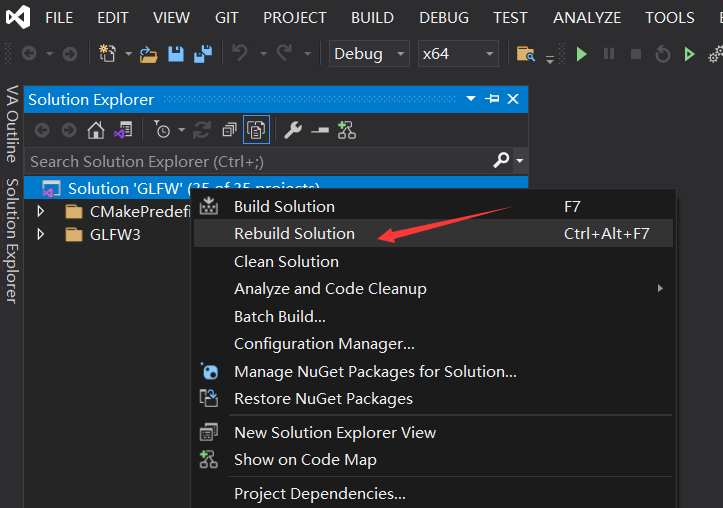 FILE EDIT VIEW GIT PROJECT BUILD DEBUG TEST ANALYZE TOOLS
Debug x64
VA Outline
Solution Explorer
Solution Explorer
Search Solution Explorer (Ctrl+;)
Solution 'GLFW'
CMakePredefi
GLFW3
Build Solution F7
Rebuild Solution Ctrl+Alt+F7
Clean Solution
Analyze and Code Cleanup
Batch Build...
Configuration Manager...
Manage NuGet Packages for Solution...
Restore NuGet Packages
New Solution Explorer View
Show on Code Map
Project Dependencies...